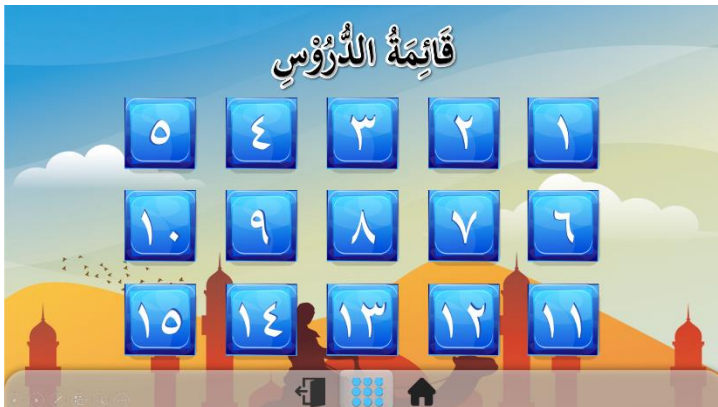 قَائِمَةُ الدُّرُوْسِ
١ ٢ ٣ ٤ ٥
٦ ٧ ٨ ٩ ١٠
١١ ١٢ ١٣ ١٤ ١٥